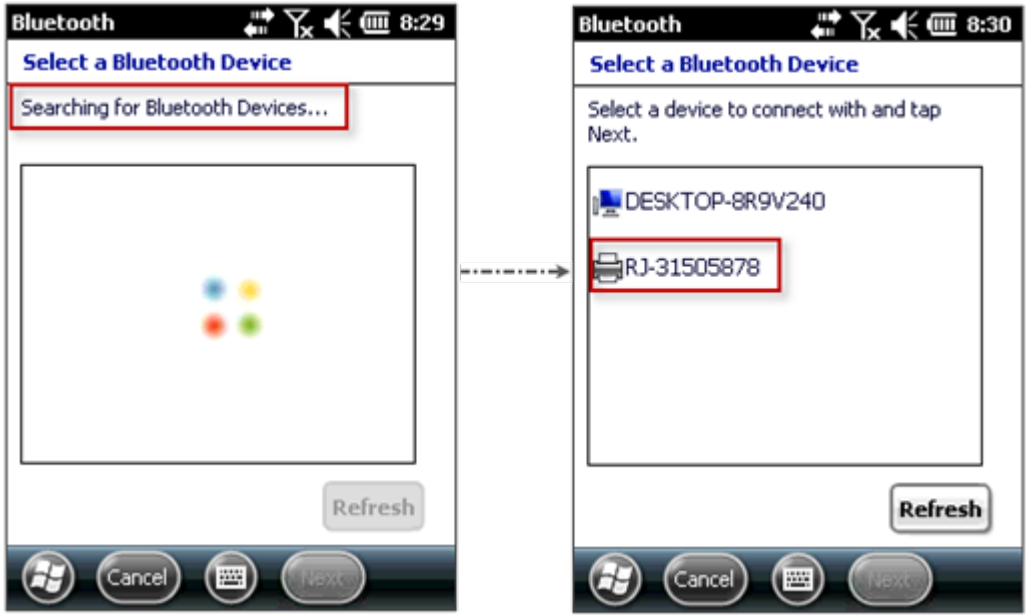 Bluetooth 8:29
Select a Bluetooth Device
Searching for Bluetooth Devices...
Refresh
Cancel Next
Bluetooth 8:30
Select a Bluetooth Device
Select a device to connect with and tap
Next.
DESKTOP-8R9V240
RJ-31505878
Refresh
Cancel Next